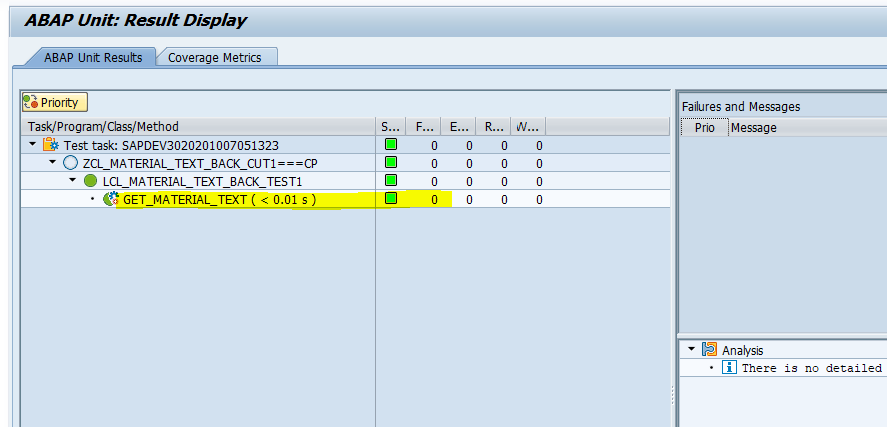 ABAP Unit: Result Display
ABAP Unit Results Coverage Metrics
Priority
Task/Program/Class/Method S... F... E... R... W...
Test task: SAPDEV3020201007051323 0 0 0 0
ZCL_MATERIAL_TEXT_BACK_CUT1===CP 0 0 0 0
LCL_MATERIAL_TEXT_BACK_TEST1 0 0 0 0
GET_MATERIAL_TEXT ( < 0.01 s ) 0 0 0 0
Failures and Messages
Prio Message
Analysis
There is no detailed